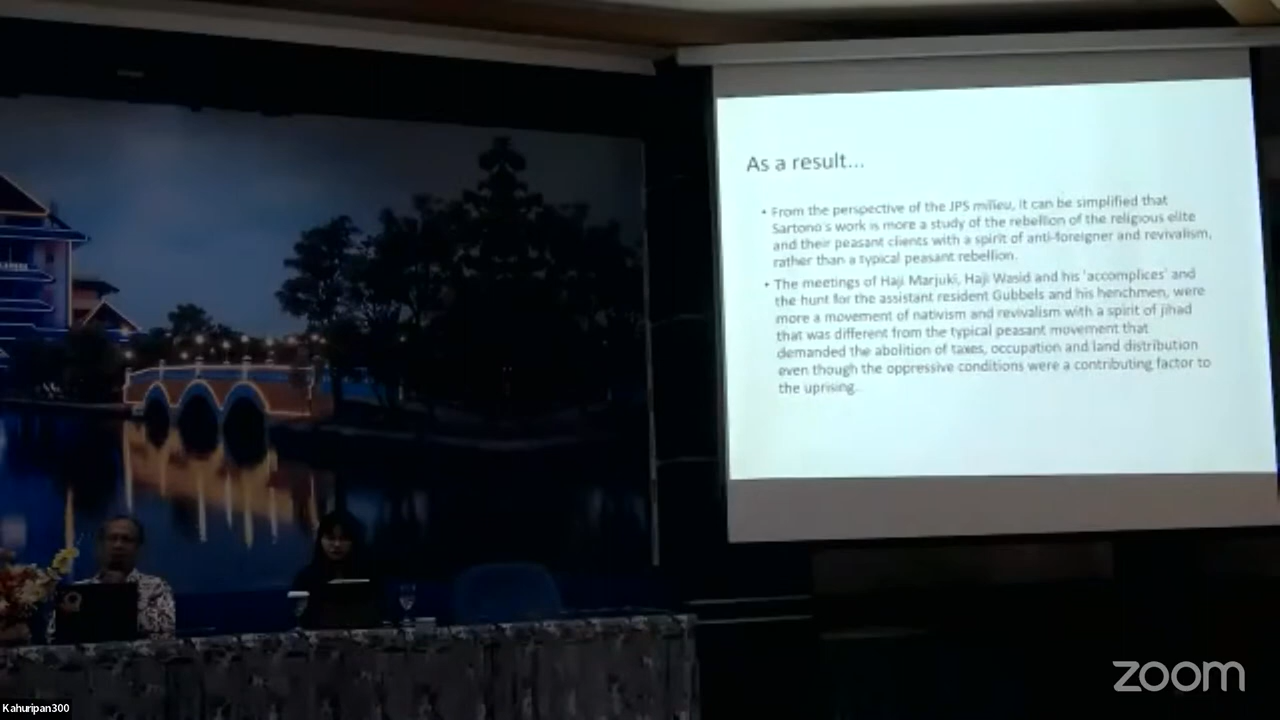 As a result...
• From the perspective of the JPS milieu, it can be simplified that
Sartono's work is more a study of the rebellion of the religious elite
and their peasant clients with a spirit of anti-foreigner and revivalism,
rather than a typical peasant rebellion.
• The meetings of Haji Marjuki, Haji Wasid and his 'accomplices' and
the hunt for the assistant resident Gubbels and his henchmen, were
more a movement of nativism and revivalism with a spirit of jihad
that was different from the typical peasant movement that
demanded the abolition of taxes, occupation and land distribution
even though the oppressive conditions were a contributing factor to
the uprising.
zoom
Kahuripan300